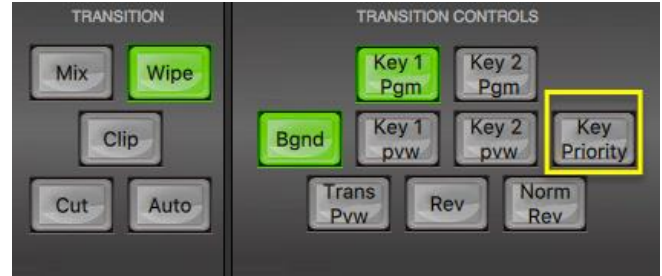 TRANSITION
Mix
Wipe
Clip
Cut
Auto
TRANSITION CONTROLS
Key 1
Pgm
Key 2
Pgm
Bgnd
Key 1
pvw
Key 2
pvw
Key
Priority
Trans
Pvw
Rev
Norm
Rev